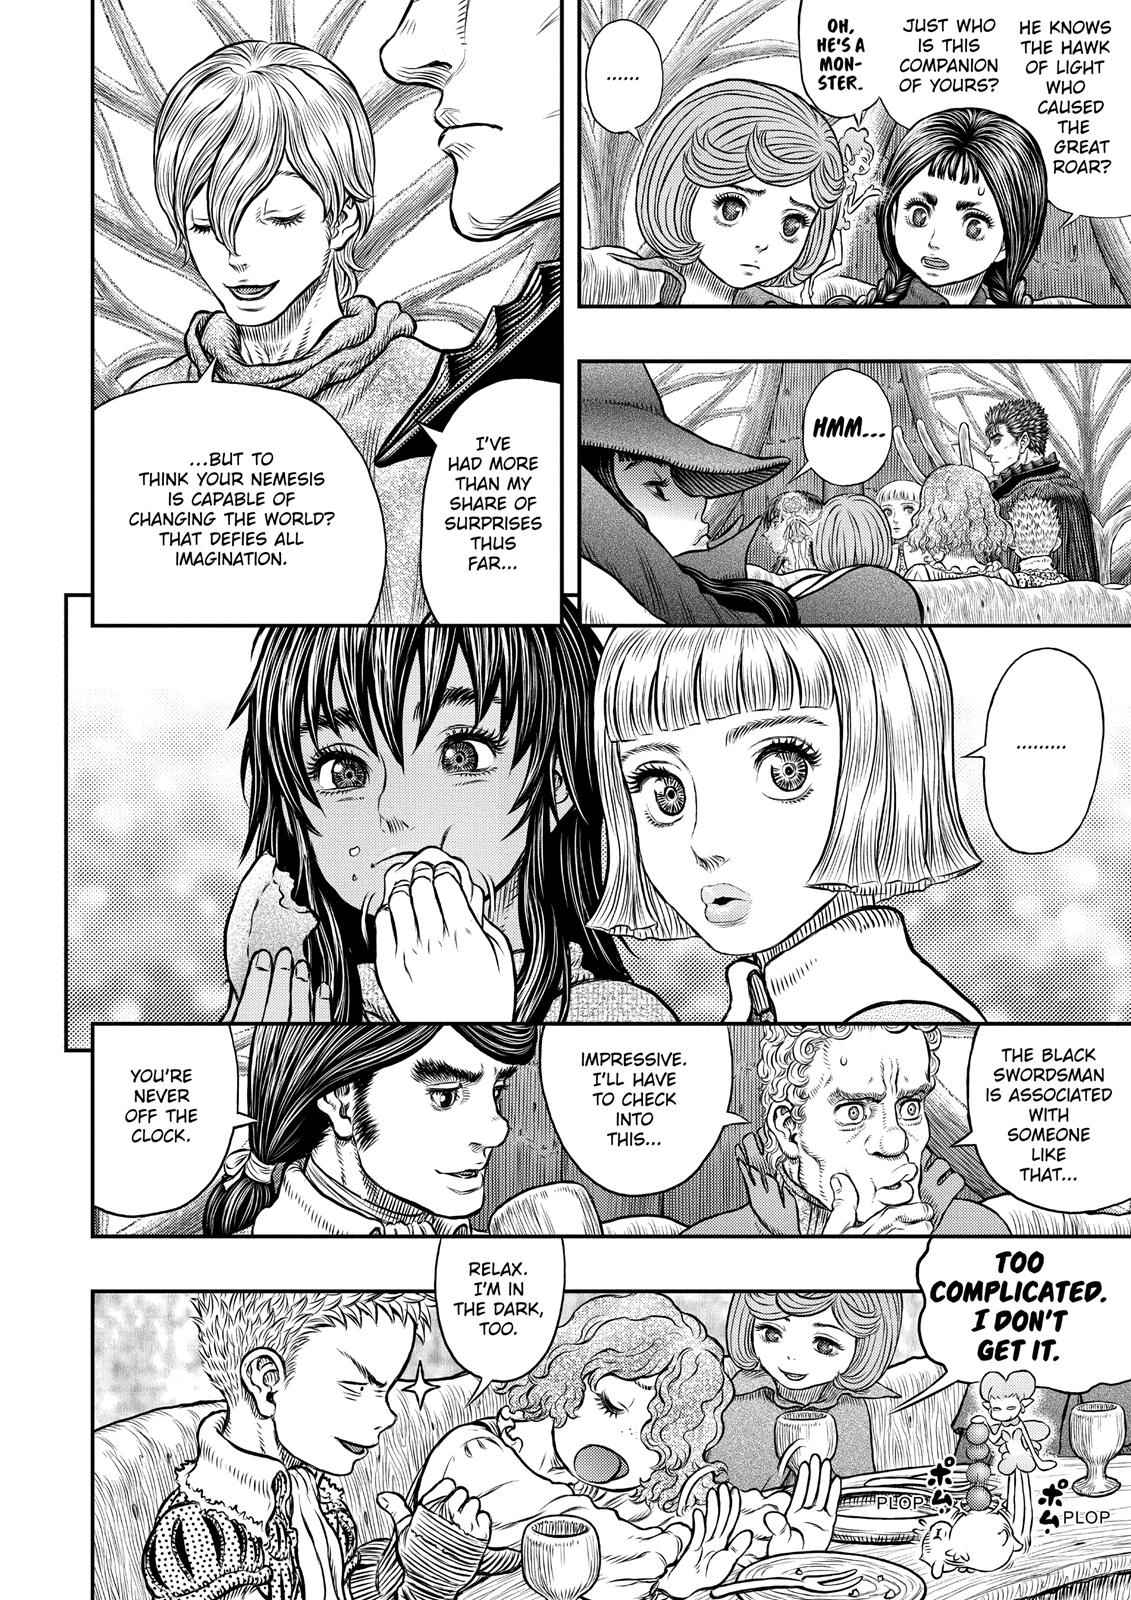 HE KNOWS
THE HAWK
OF LIGHT
WHO
CAUSED
THE
GREAT
ROAR?
JUST WHO
IS THIS
COMPANION
OF YOURS?
OH,
HE'S A
MON-
STER.
......
HMM...
I'VE
HAD MORE
THAN MY
SHARE OF
SURPRISES
THUS
FAR...
...BUT TO
THINK YOUR NEMESIS
IS CAPABLE OF
CHANGING THE WORLD?
THAT DEFIES ALL
IMAGINATION.
.........
THE BLACK
SWORDSMAN
IS ASSOCIATED
WITH
SOMEONE
LIKE
THAT...
IMPRESSIVE.
I'LL HAVE
TO CHECK
INTO
THIS...
YOU'RE
NEVER
OFF THE
CLOCK.
TOO
COMPLICATED.
I DON'T
GET IT.
RELAX.
I'M IN
THE DARK,
TOO.
ポム
PLOP
ポム
PLOP